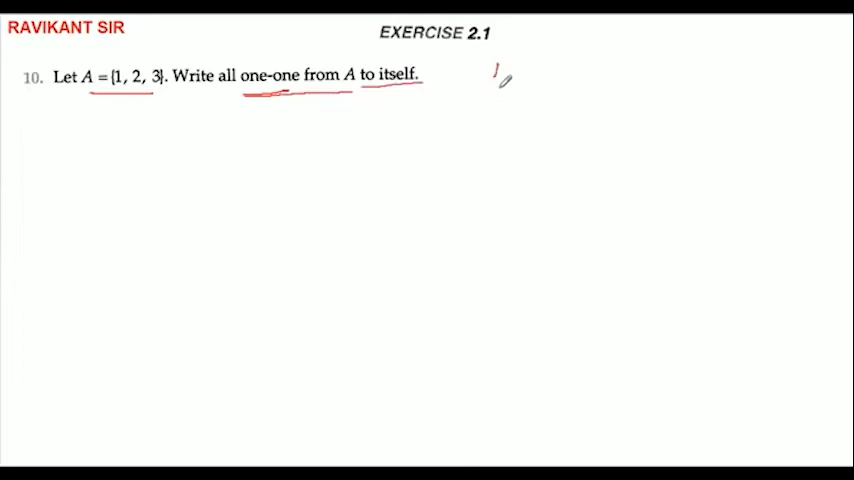 RAVIKANT SIR
EXERCISE 2.1
10. Let A = {1, 2, 3}. Write all one-one from A to itself.